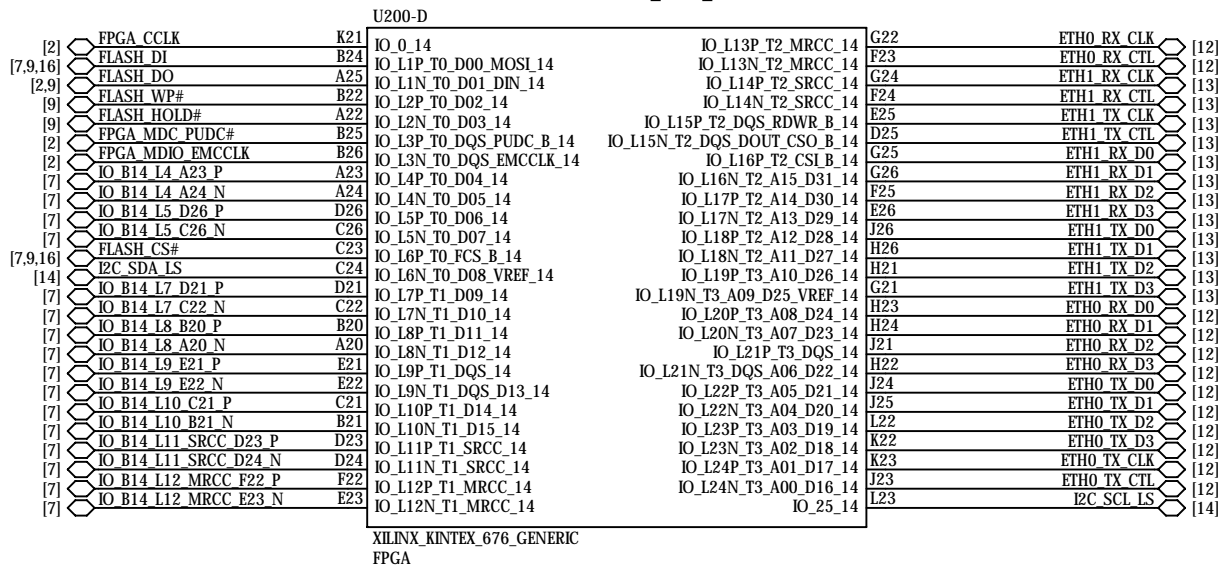 U200-D
[2] FPGA_CCLK K21 IO_0_14 IO_L13P_T2_MRCC_14 G22 ETH0_RX_CLK [12]
[7,9,16] FLASH_DI B24 IO_L1P_T0_D00_MOSI_14 IO_L13N_T2_MRCC_14 F23 ETH0_RX_CTL [12]
[2,9] FLASH_DO A25 IO_L1N_T0_D01_DIN_14 IO_L14P_T2_SRCC_14 G24 ETH1_RX_CLK [13]
[9] FLASH_WP# B22 IO_L2P_T0_D02_14 IO_L14N_T2_SRCC_14 F24 ETH1_RX_CTL [13]
[9] FLASH_HOLD# A22 IO_L2N_T0_D03_14 IO_L15P_T2_DQS_RDWR_B_14 E25 ETH1_TX_CLK [13]
[2] FPGA_MDC_PUDC# B25 IO_L3P_T0_DQS_PUDC_B_14 IO_L15N_T2_DQS_DOUT_CSO_B_14 D25 ETH1_TX_CTL [13]
[2] FPGA_MDIO_EMCCLK B26 IO_L3N_T0_DQS_EMCCLK_14 IO_L16P_T2_CSI_B_14 G25 ETH1_RX_D0 [13]
[7] IO_B14_L4_A23_P A23 IO_L4P_T0_D04_14 IO_L16N_T2_A15_D31_14 G26 ETH1_RX_D1 [13]
[7] IO_B14_L4_A24_N A24 IO_L4N_T0_D05_14 IO_L17P_T2_A14_D30_14 F25 ETH1_RX_D2 [13]
[7] IO_B14_L5_D26_P D26 IO_L5P_T0_D06_14 IO_L17N_T2_A13_D29_14 E26 ETH1_RX_D3 [13]
[7] IO_B14_L5_C26_N C26 IO_L5N_T0_D07_14 IO_L18P_T2_A12_D28_14 J26 ETH1_TX_D0 [13]
[7,9,16] FLASH_CS# C23 IO_L6P_T0_FCS_B_14 IO_L18N_T2_A11_D27_14 H26 ETH1_TX_D1 [13]
[14] I2C_SDA_LS C24 IO_L6N_T0_D08_VREF_14 IO_L19P_T3_A10_D26_14 H21 ETH1_TX_D2 [13]
[7] IO_B14_L7_D21_P D21 IO_L7P_T1_D09_14 IO_L19N_T3_A09_D25_VREF_14 G21 ETH1_TX_D3 [13]
[7] IO_B14_L7_C22_N C22 IO_L7N_T1_D10_14 IO_L20P_T3_A08_D24_14 H23 ETH0_RX_D0 [12]
[7] IO_B14_L8_B20_P B20 IO_L8P_T1_D11_14 IO_L20N_T3_A07_D23_14 H24 ETH0_RX_D1 [12]
[7] IO_B14_L8_A20_N A20 IO_L8N_T1_D12_14 IO_L21P_T3_DQS_14 J21 ETH0_RX_D2 [12]
[7] IO_B14_L9_E21_P E21 IO_L9P_T1_DQS_14 IO_L21N_T3_DQS_A06_D22_14 H22 ETH0_RX_D3 [12]
[7] IO_B14_L9_E22_N E22 IO_L9N_T1_DQS_D13_14 IO_L22P_T3_A05_D21_14 J24 ETH0_TX_D0 [12]
[7] IO_B14_L10_C21_P C21 IO_L10P_T1_D14_14 IO_L22N_T3_A04_D20_14 J25 ETH0_TX_D1 [12]
[7] IO_B14_L10_B21_N B21 IO_L10N_T1_D15_14 IO_L23P_T3_A03_D19_14 L22 ETH0_TX_D2 [12]
[7] IO_B14_L11_SRCC_D23_P D23 IO_L11P_T1_SRCC_14 IO_L23N_T3_A02_D18_14 K22 ETH0_TX_D3 [12]
[7] IO_B14_L11_SRCC_D24_N D24 IO_L11N_T1_SRCC_14 IO_L24P_T3_A01_D17_14 K23 ETH0_TX_CLK [12]
[7] IO_B14_L12_MRCC_F22_P F22 IO_L12P_T1_MRCC_14 IO_L24N_T3_A00_D16_14 J23 ETH0_TX_CTL [12]
[7] IO_B14_L12_MRCC_E23_N E23 IO_L12N_T1_MRCC_14 IO_25_14 L23 I2C_SCL_LS [14]
XILINX_KINTEX_676_GENERIC
FPGA